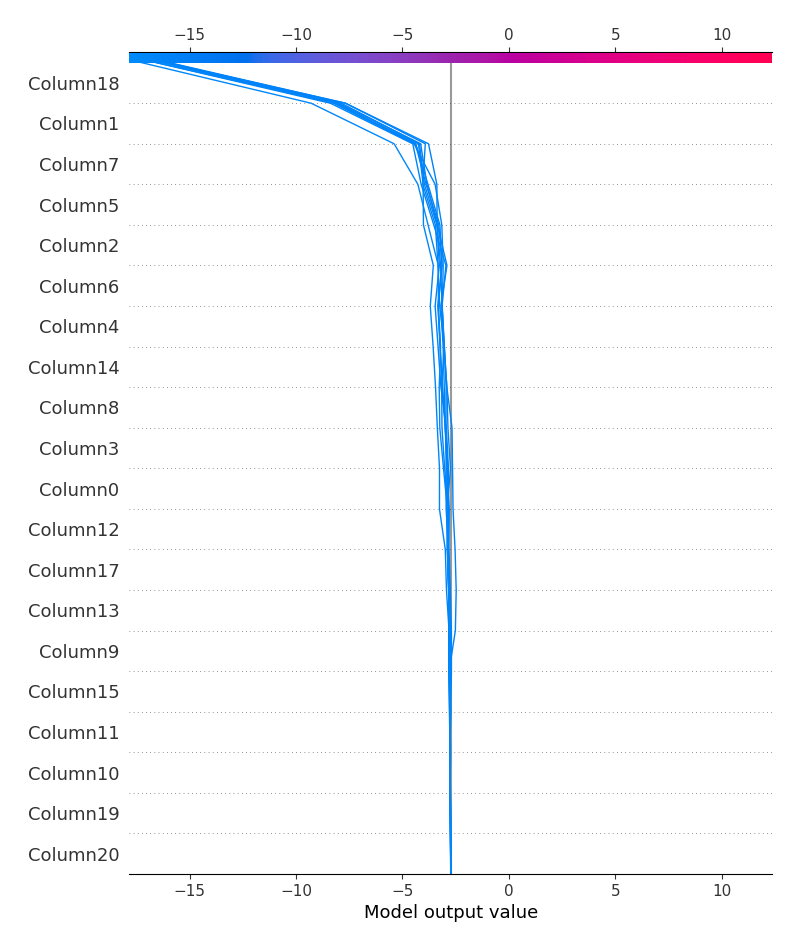 −15 −10 −5 0 5 10
Column18
Column1
Column7
Column5
Column2
Column6
Column4
Column14
Column8
Column3
Column0
Column12
Column17
Column13
Column9
Column15
Column11
Column10
Column19
Column20
−15 −10 −5 0 5 10
Model output value